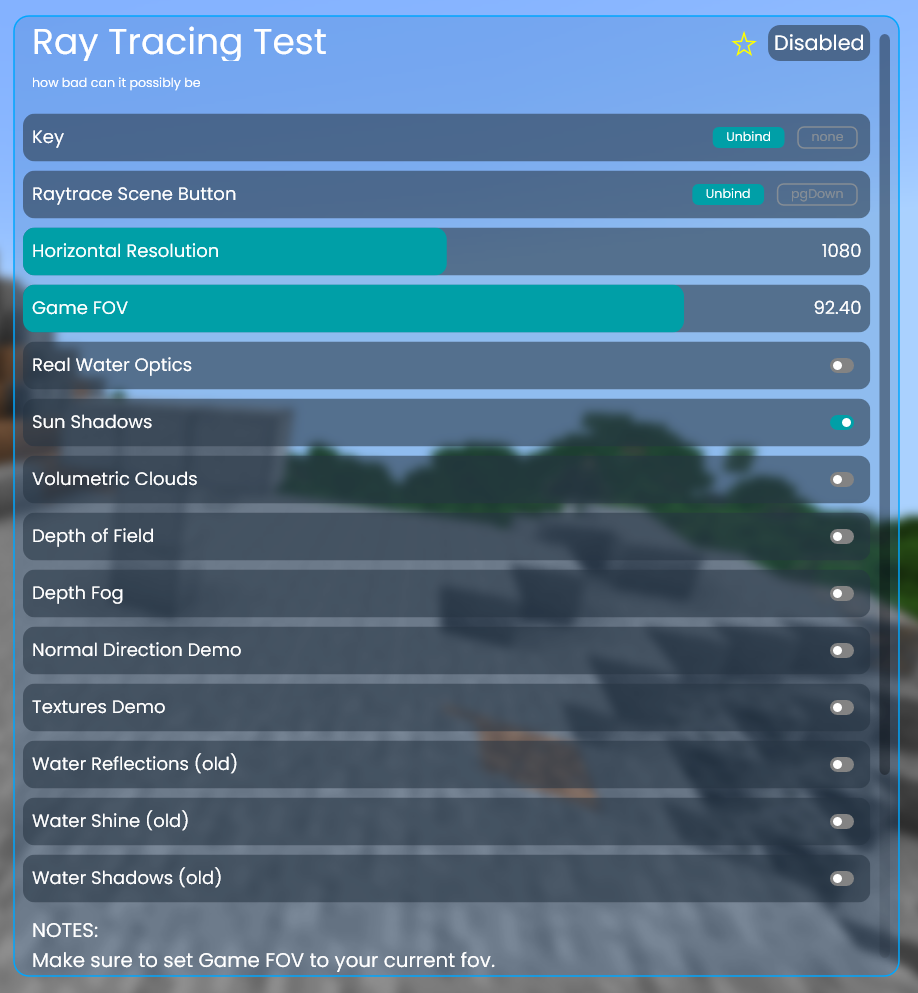 Ray Tracing Test
Disabled
how bad can it possibly be
Key
Unbind
none
Raytrace Scene Button
Unbind
pgDown
Horizontal Resolution
1080
Game FOV
92.40
Real Water Optics
Sun Shadows
Volumetric Clouds
Depth of Field
Depth Fog
Normal Direction Demo
Textures Demo
Water Reflections (old)
Water Shine (old)
Water Shadows (old)
NOTES:
Make sure to set Game FOV to your current fov.